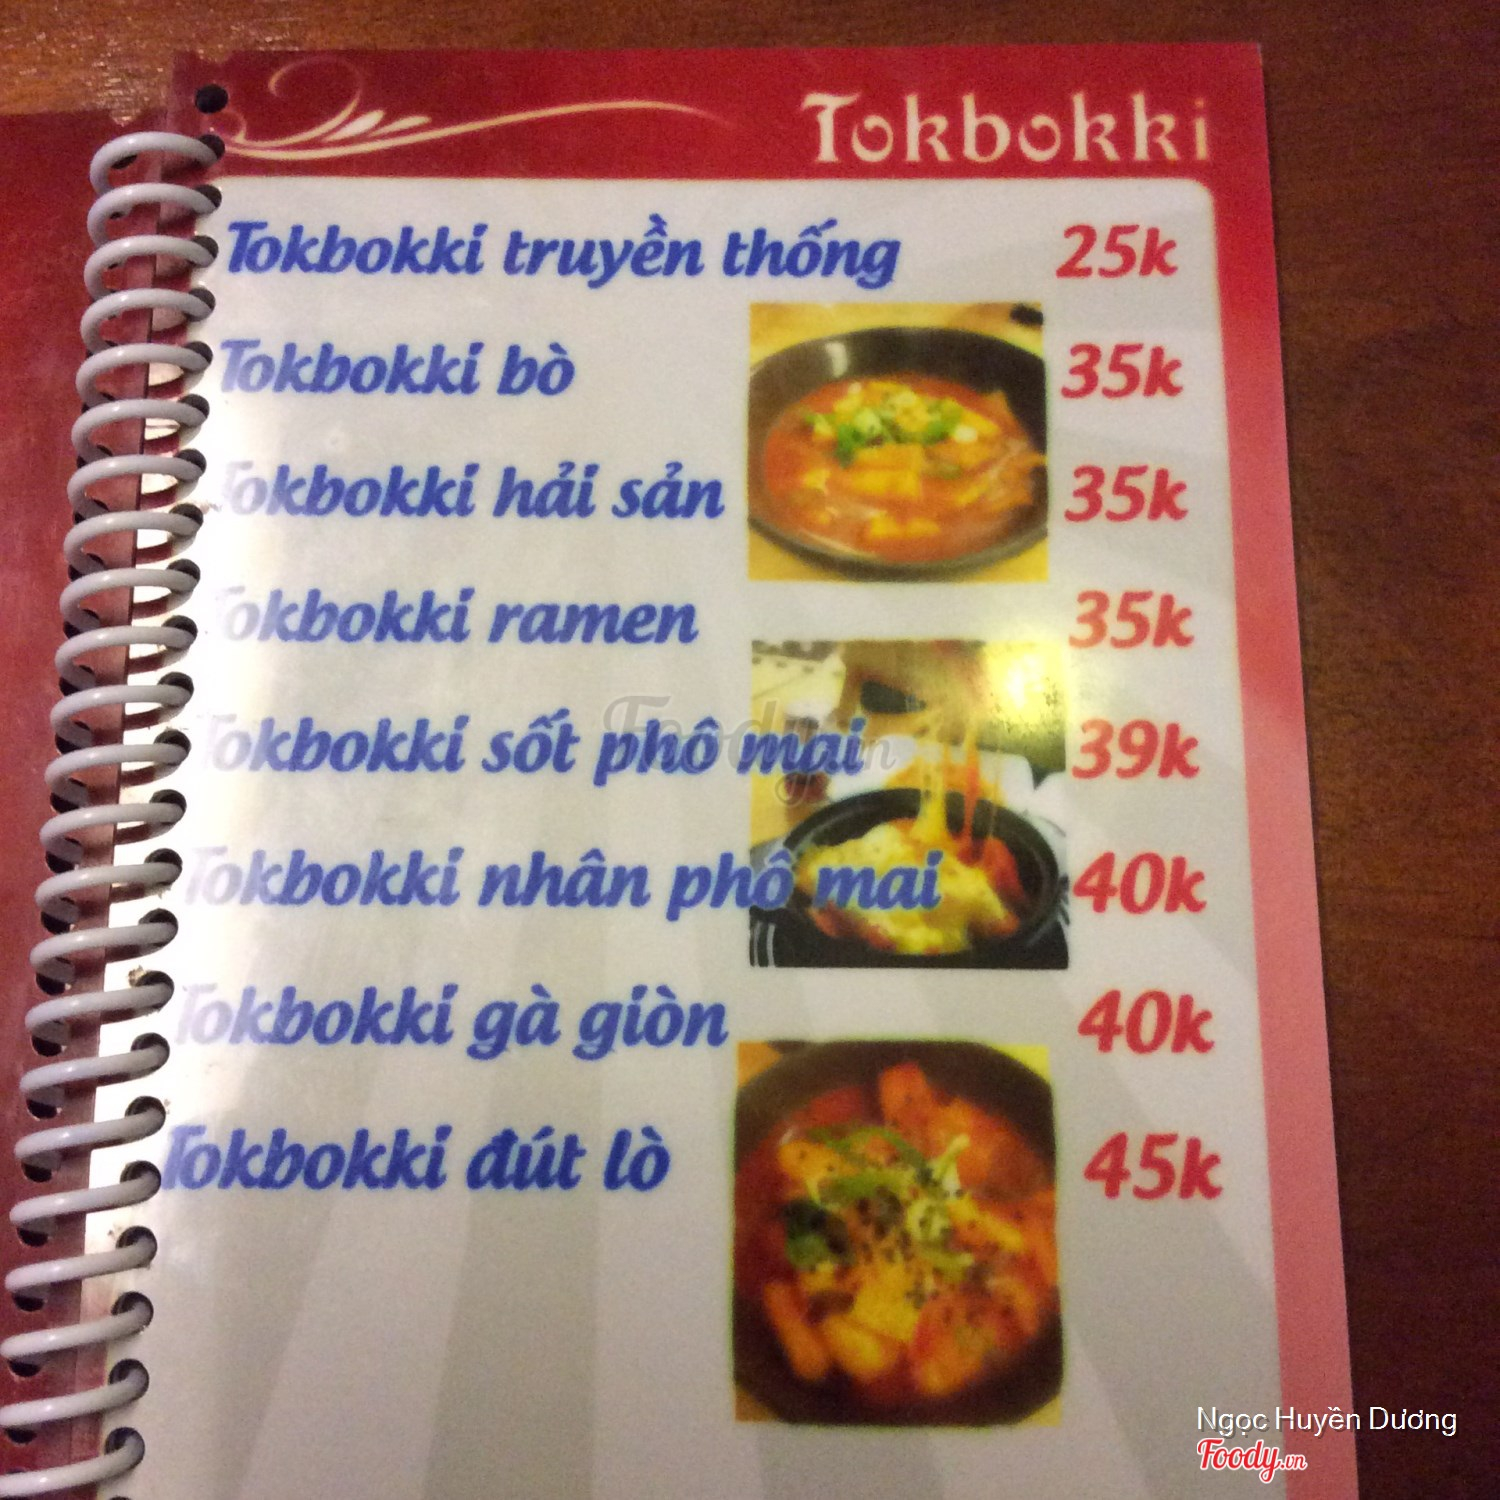 Tokbokki
Tokbokki truyền thống 25k
Tokbokki bò 35k
Tokbokki hải sản 35k
Tokbokki ramen 35k
Tokbokki sốt phô mai 39k
Tokbokki nhân phô mai 40k
Tokbokki gà giòn 40k
Tokbokki đút lò 45k
Foody.vn
Ngọc Huyền Dương
Foody.vn